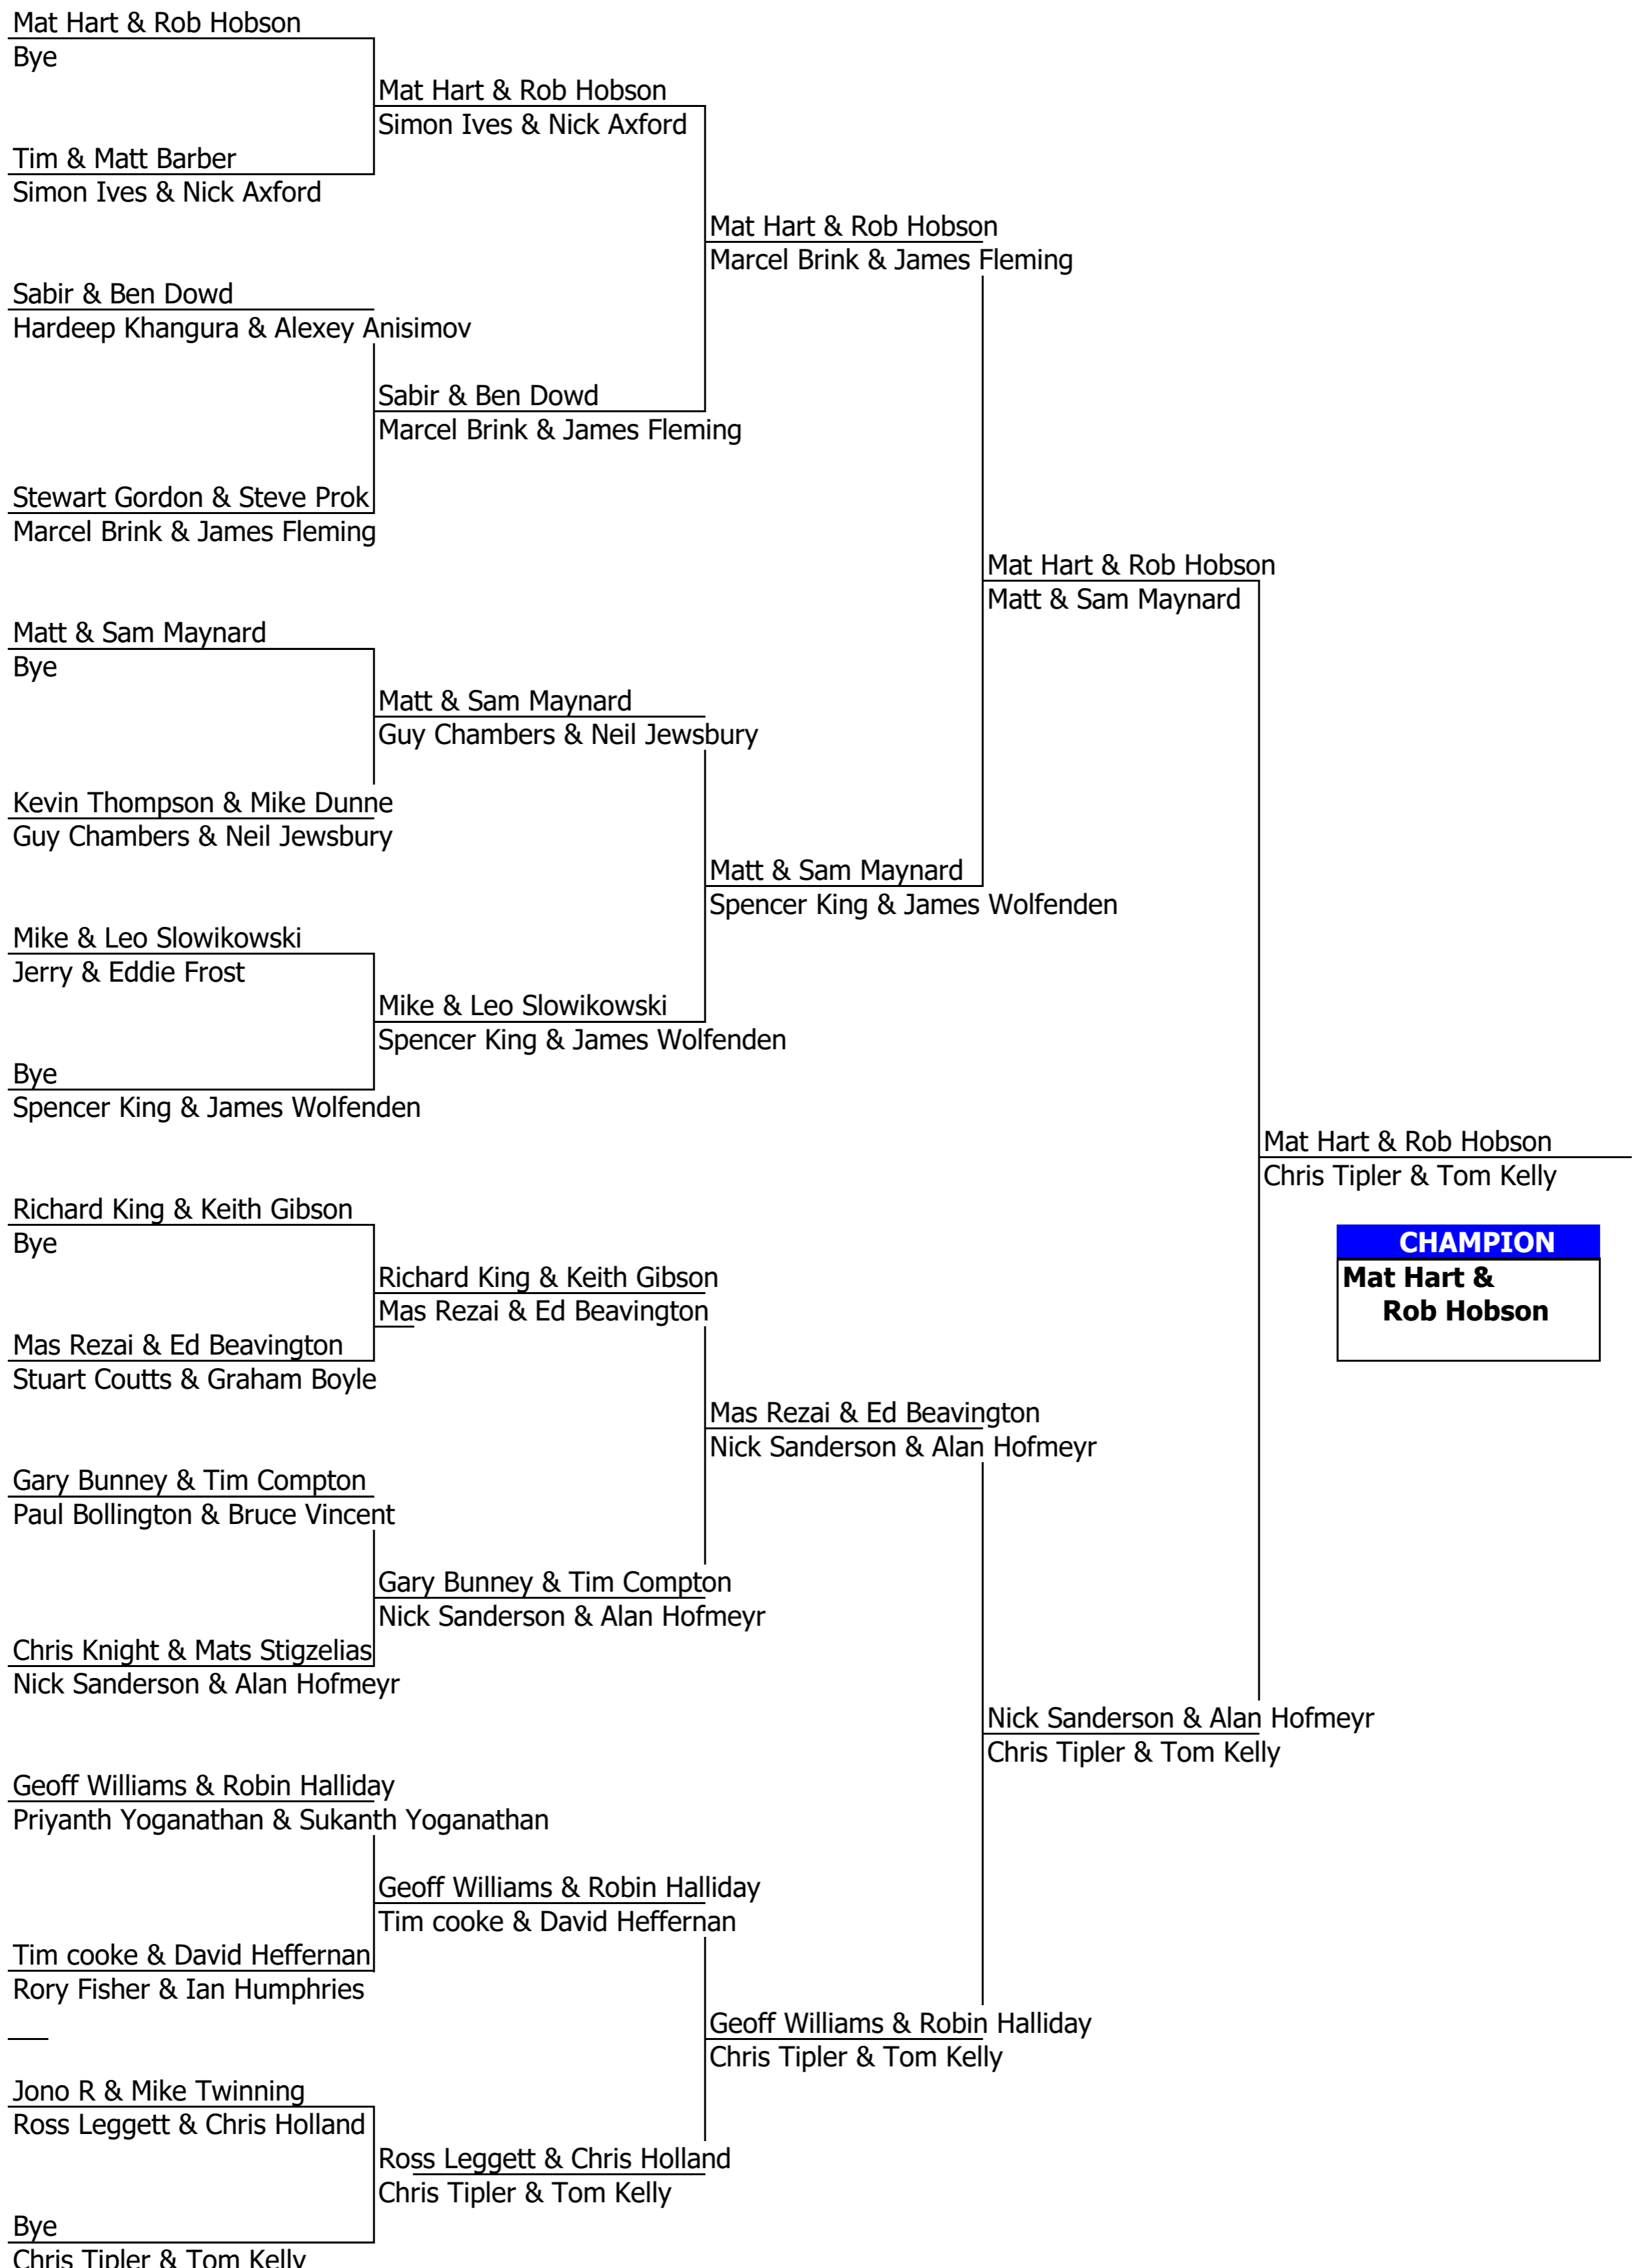 Mat Hart & Rob Hobson
Bye
Mat Hart & Rob Hobson
Simon Ives & Nick Axford
Tim & Matt Barber
Simon Ives & Nick Axford
Mat Hart & Rob Hobson
Marcel Brink & James Fleming
Sabir & Ben Dowd
Hardeep Khangura & Alexey Anisimov
Sabir & Ben Dowd
Marcel Brink & James Fleming
Stewart Gordon & Steve Prok
Marcel Brink & James Fleming
Mat Hart & Rob Hobson
Matt & Sam Maynard
Matt & Sam Maynard
Bye
Matt & Sam Maynard
Guy Chambers & Neil Jewsbury
Kevin Thompson & Mike Dunne
Guy Chambers & Neil Jewsbury
Matt & Sam Maynard
Spencer King & James Wolfenden
Mike & Leo Slowikowski
Jerry & Eddie Frost
Mike & Leo Slowikowski
Spencer King & James Wolfenden
Bye
Spencer King & James Wolfenden
Mat Hart & Rob Hobson
Chris Tipler & Tom Kelly
Richard King & Keith Gibson
Bye
CHAMPION
Mat Hart &
Rob Hobson
Richard King & Keith Gibson
Mas Rezai & Ed Beavington
Mas Rezai & Ed Beavington
Stuart Coutts & Graham Boyle
Mas Rezai & Ed Beavington
Nick Sanderson & Alan Hofmeyr
Gary Bunney & Tim Compton
Paul Bollington & Bruce Vincent
Gary Bunney & Tim Compton
Nick Sanderson & Alan Hofmeyr
Chris Knight & Mats Stigzelias
Nick Sanderson & Alan Hofmeyr
Nick Sanderson & Alan Hofmeyr
Chris Tipler & Tom Kelly
Geoff Williams & Robin Halliday
Priyanth Yoganathan & Sukanth Yoganathan
Geoff Williams & Robin Halliday
Tim cooke & David Heffernan
Tim cooke & David Heffernan
Rory Fisher & Ian Humphries
Geoff Williams & Robin Halliday
Chris Tipler & Tom Kelly
Jono R & Mike Twinning
Ross Leggett & Chris Holland
Ross Leggett & Chris Holland
Chris Tipler & Tom Kelly
Bye
Chris Tipler & Tom Kelly